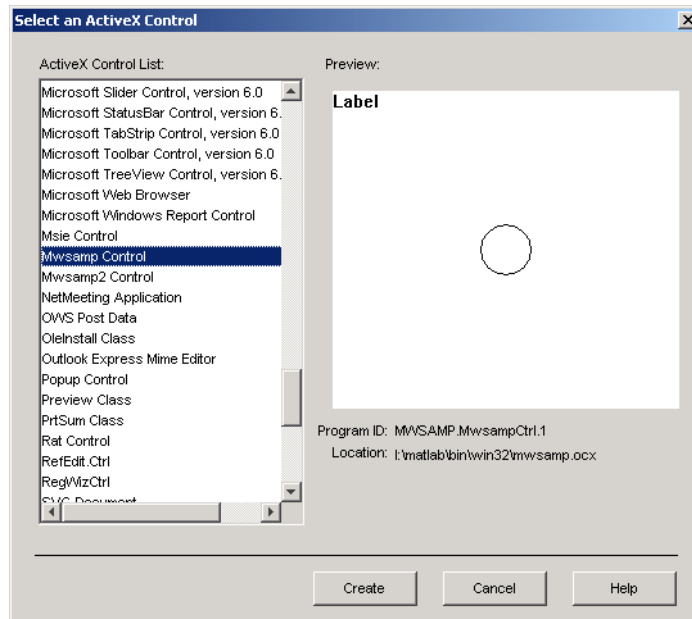 Select an ActiveX Control
ActiveX Control List:
Microsoft Slider Control, version 6.0
Microsoft StatusBar Control, version 6.
Microsoft TabStrip Control, version 6.0
Microsoft Toolbar Control, version 6.0
Microsoft TreeView Control, version 6.
Microsoft Web Browser
Microsoft Windows Report Control
Msie Control
Mwsamp Control
Mwsamp2 Control
NetMeeting Application
OWS Post Data
OleInstall Class
Outlook Express Mime Editor
Popup Control
Preview Class
PrtSum Class
Rat Control
RefEdit.Ctrl
RegWizCtrl
SVG Document
Preview:
Label
Program ID: MWSAMP.MwsampCtrl.1
Location: I:\matlab\bin\win32\mwsamp.ocx
Create
Cancel
Help